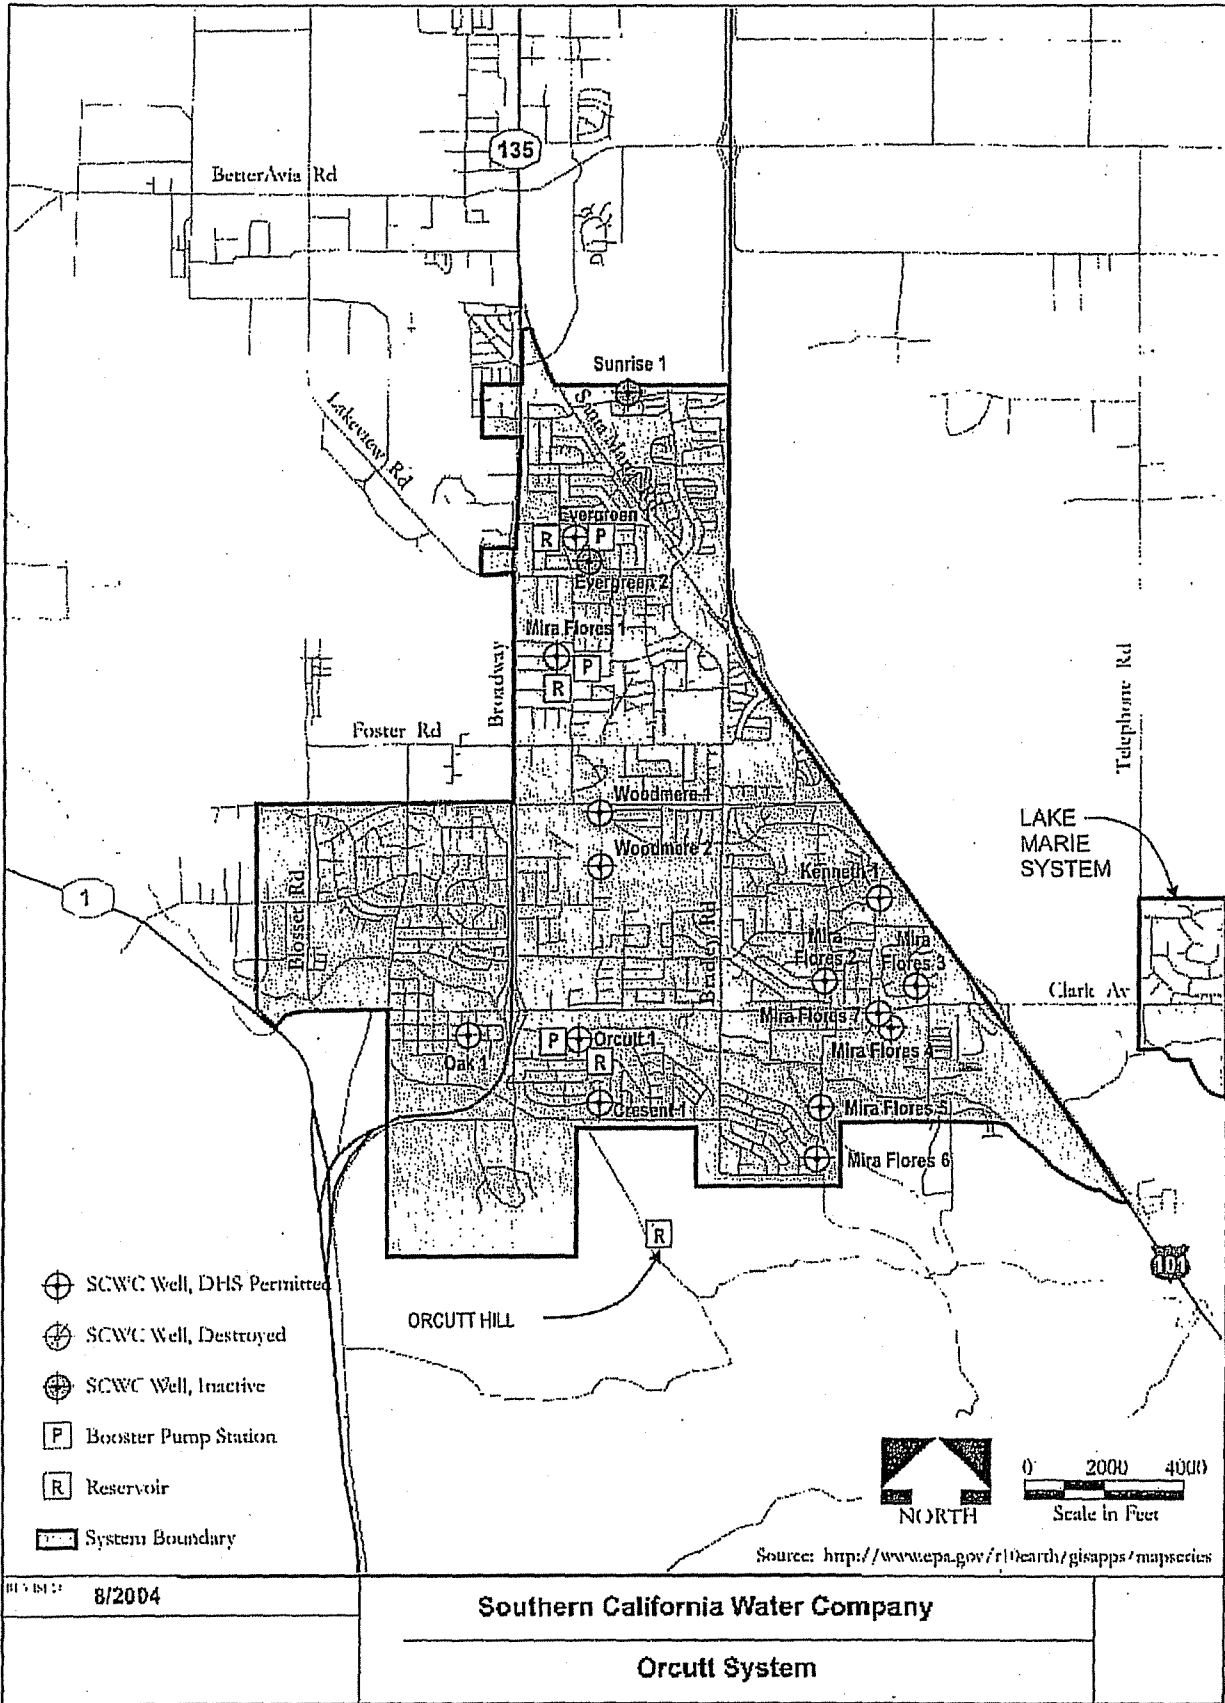 135
BetterAvia Rd
Sunrise 1
Santa Mar
Lakeview Rd
Evergreen 1
R
P
Evergreen 2
Mira Flores 1
P
R
Broadway
Foster Rd
Telephone Rd
Woodmere 1
Woodmere 2
LAKE
MARIE
SYSTEM
Kenneth 1
1
Blosser Rd
Bradley Rd
Mira
Flores 2
Mira
Flores 3
Clark Av
Mira Flores 7
Mira Flores 4
Oak 1
P
Orcutt 1
R
Cresent 1
Mira Flores 5
Mira Flores 6
R
101
ORCUTT HILL
SCWC Well, DHS Permitted
SCWC Well, Destroyed
SCWC Well, Inactive
P Booster Pump Station
R Reservoir
System Boundary
NORTH
0 2000 4000
Scale in Feet
Source: http://www.epa.gov/r10earth/gisapps/mapseries
8/2004
Southern California Water Company
Orcutt System